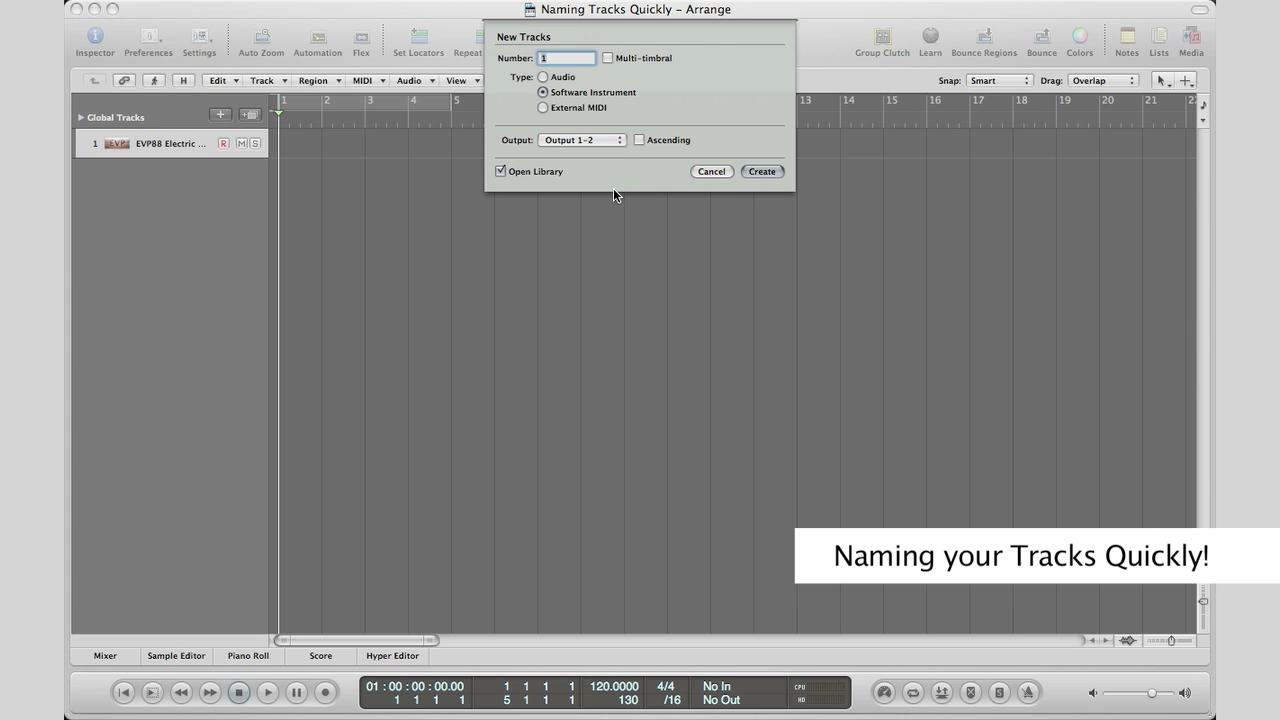 Naming Tracks Quickly – Arrange
Inspector Preferences Settings Auto Zoom Automation Flex Set Locators Repeat Group Clutch Learn Bounce Regions Bounce Colors Notes Lists Media
New Tracks
Number: 1 Multi-timbral
Type: Audio
Software Instrument
External MIDI
Output: Output 1-2 Ascending
Open Library Cancel Create
H Edit Track Region MIDI Audio View Snap: Smart Drag: Overlap
1 2 3 4 5 13 14 15 16 17 18 19 20 21
Global Tracks
1 EVP EVP88 Electric ... R M S
Naming your Tracks Quickly!
Mixer Sample Editor Piano Roll Score Hyper Editor
01 : 00 : 00 : 00.00 1 1 1 1 120.0000 4/4 No In CPU
1 1 1 1 5 1 1 1 130 /16 No Out HD
S